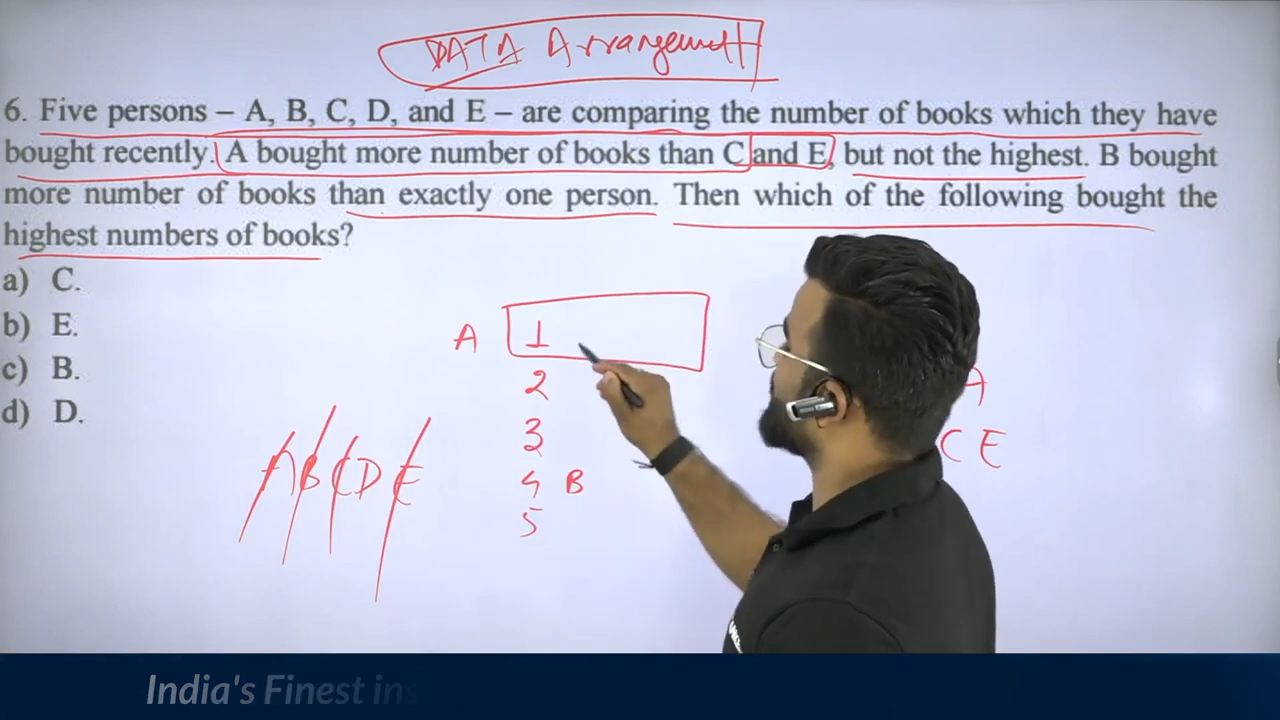 DATA Arrangement
6. Five persons – A, B, C, D, and E – are comparing the number of books which they have
bought recently. A bought more number of books than C and E, but not the highest. B bought
more number of books than exactly one person. Then which of the following bought the
highest numbers of books?
a) C.
b) E.
c) B.
d) D.
A 1
2
3
4 B
5
A B C D E
A
C E
India's Finest ins